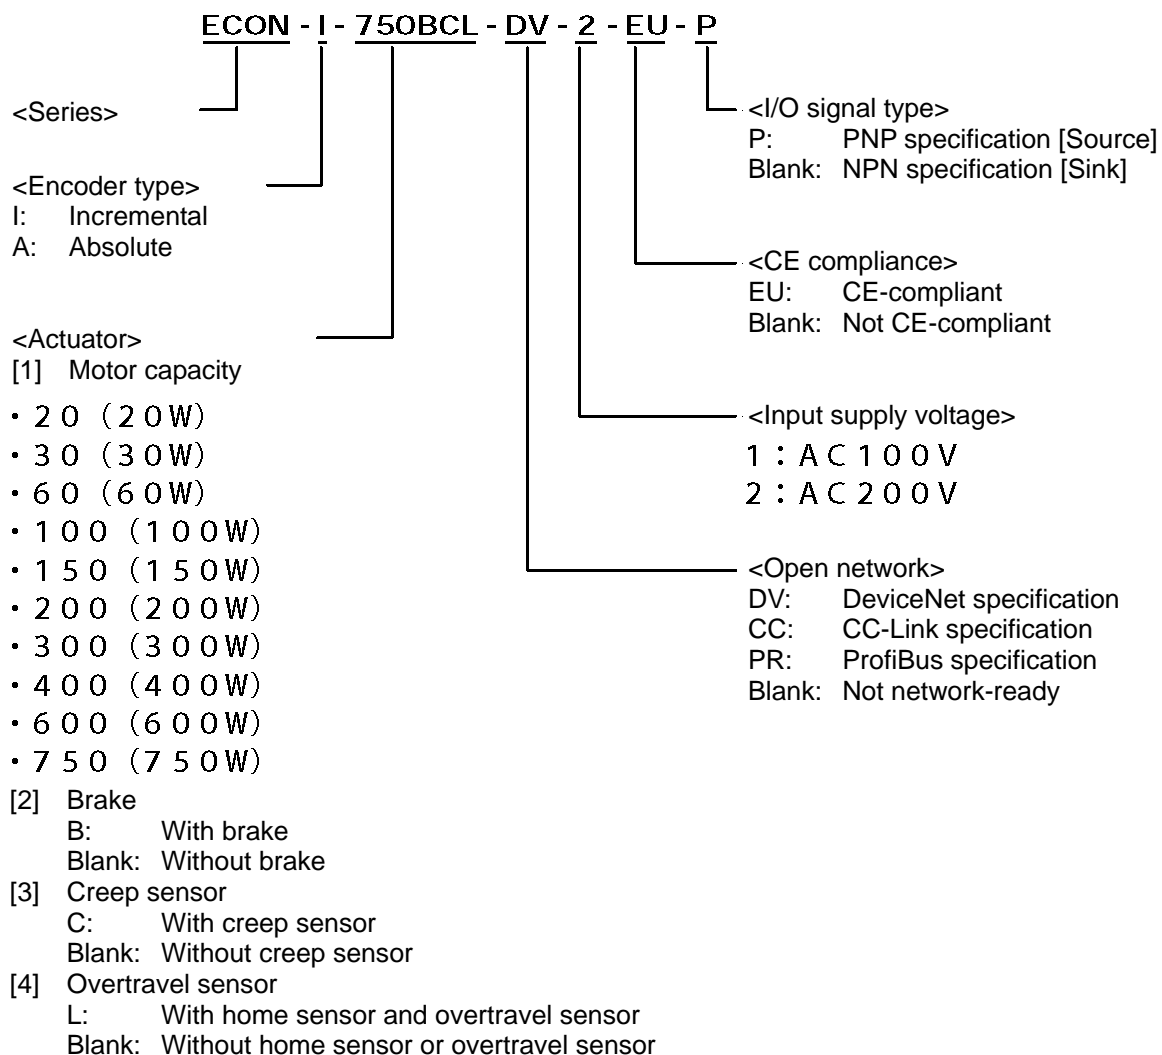 ECON - I - 750BCL - DV - 2 - EU - P
<Series>
<Encoder type>
I: Incremental
A: Absolute
<Actuator>
[1] Motor capacity
・20 (20W)
・30 (30W)
・60 (60W)
・100 (100W)
・150 (150W)
・200 (200W)
・300 (300W)
・400 (400W)
・600 (600W)
・750 (750W)
[2] Brake
B: With brake
Blank: Without brake
[3] Creep sensor
C: With creep sensor
Blank: Without creep sensor
[4] Overtravel sensor
L: With home sensor and overtravel sensor
Blank: Without home sensor or overtravel sensor
<I/O signal type>
P: PNP specification [Source]
Blank: NPN specification [Sink]
<CE compliance>
EU: CE-compliant
Blank: Not CE-compliant
<Input supply voltage>
1:AC100V
2:AC200V
<Open network>
DV: DeviceNet specification
CC: CC-Link specification
PR: ProfiBus specification
Blank: Not network-ready